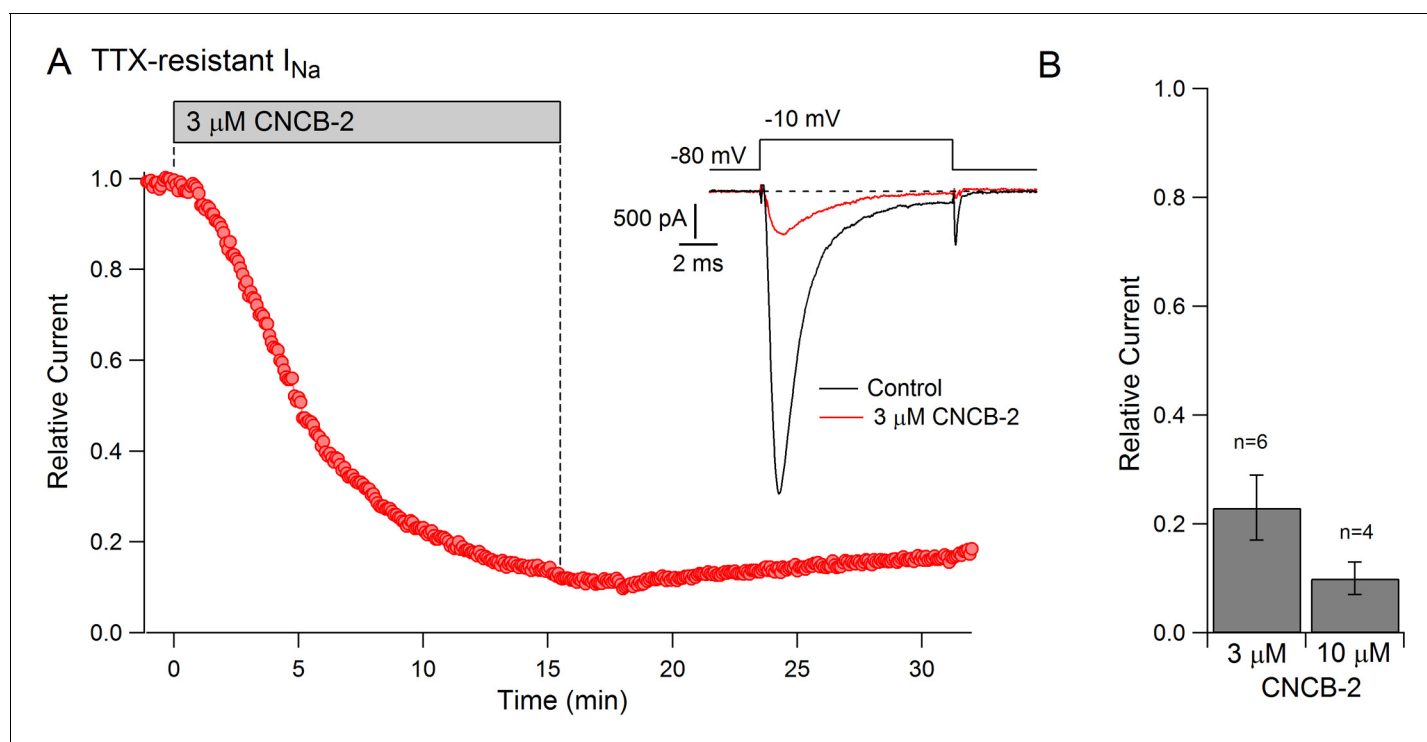 A TTX-resistant INa
3 μM CNCB-2
1.0
0.8
0.6
0.4
0.2
0.0
Relative Current
0
5
10
15
20
25
30
Time (min)
-10 mV
-80 mV
500 pA
2 ms
Control
3 μM CNCB-2
B
1.0
0.8
0.6
0.4
0.2
0.0
Relative Current
n=6
n=4
3 μM
10 μM
CNCB-2